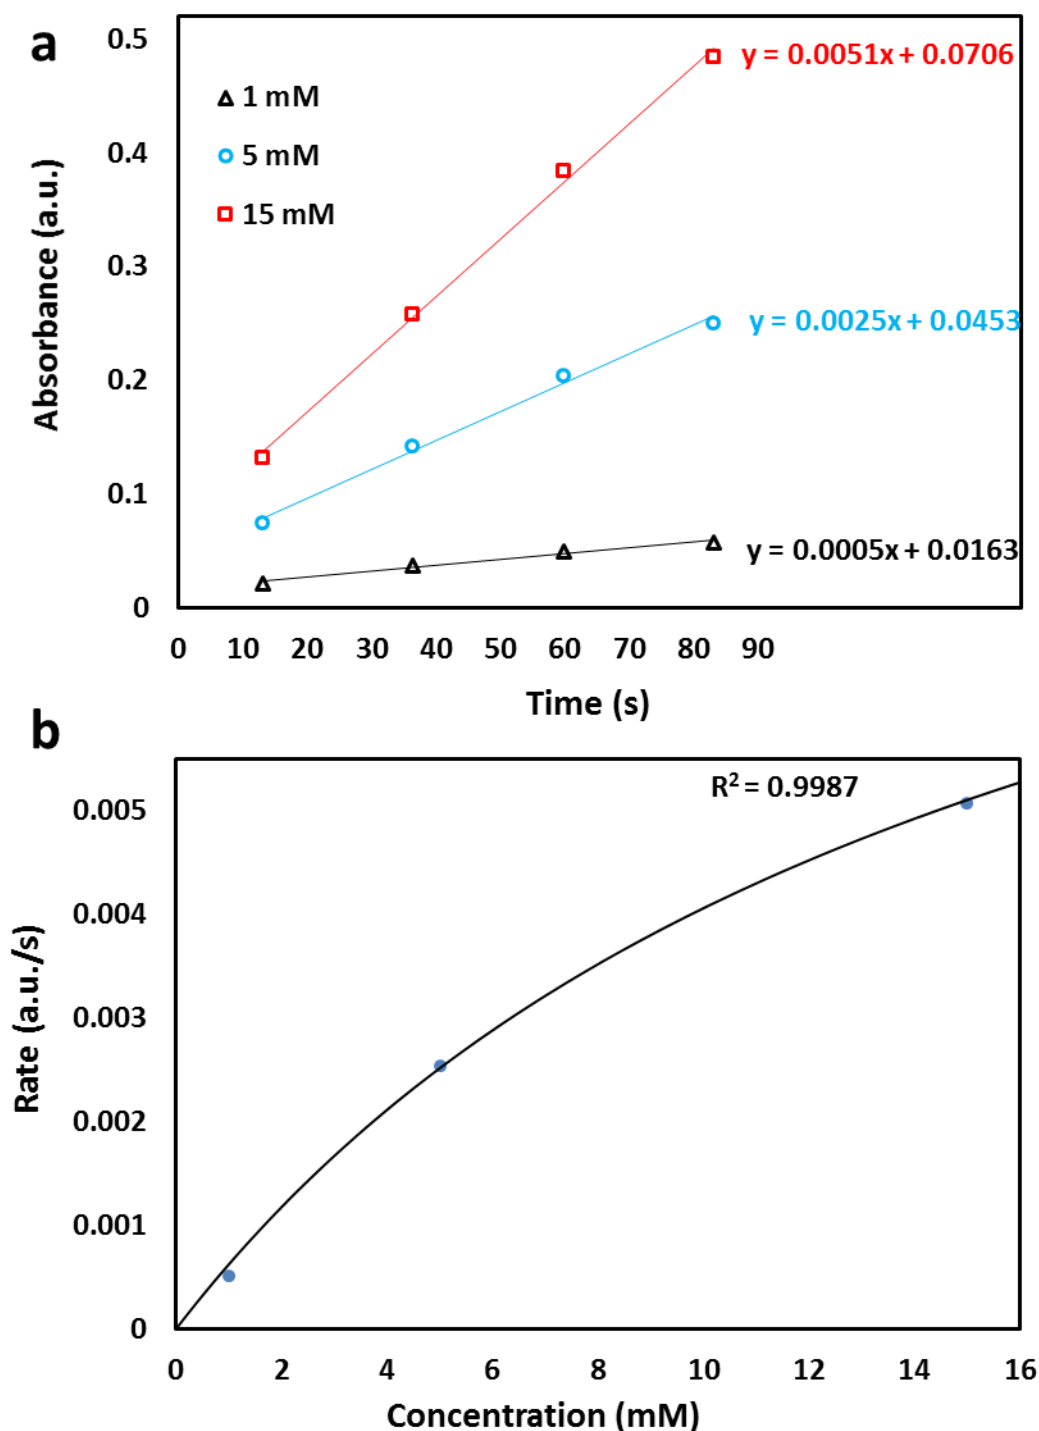 a
0.5
y = 0.0051x + 0.0706
1 mM
0.4
5 mM
15 mM
0.3
Absorbance (a.u.)
y = 0.0025x + 0.0453
0.2
0.1
y = 0.0005x + 0.0163
0
0 10 20 30 40 50 60 70 80 90
Time (s)
b
R² = 0.9987
0.005
0.004
0.003
Rate (a.u./s)
0.002
0.001
0
0 2 4 6 8 10 12 14 16
Concentration (mM)